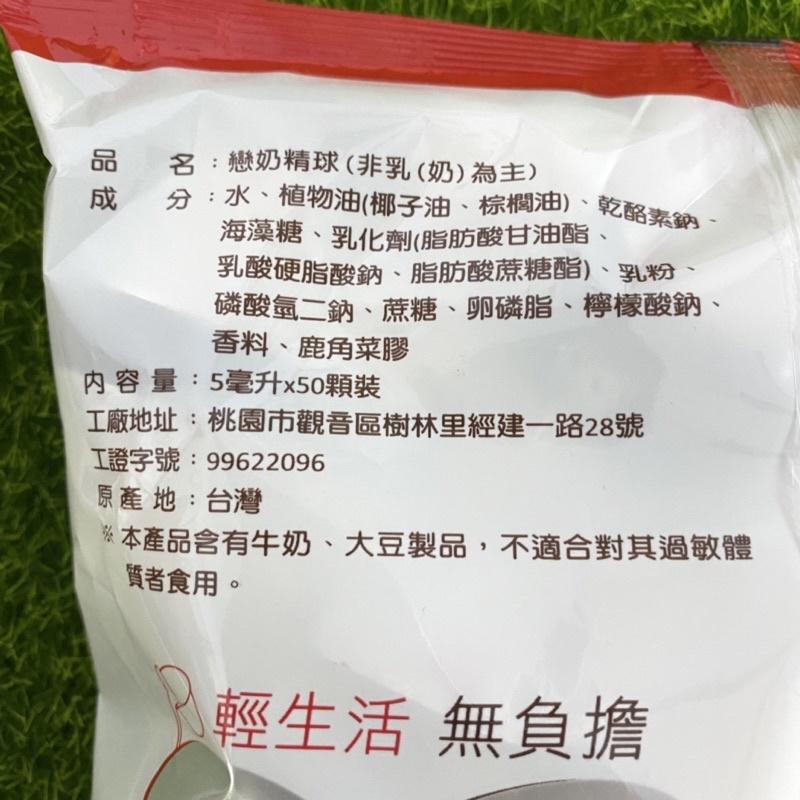 品名：戀奶精球(非乳(奶)為主)
成分：水、植物油(椰子油、棕櫚油)、乾酪素鈉、
海藻糖、乳化劑(脂肪酸甘油酯、
乳酸硬脂酸鈉、脂肪酸蔗糖酯)、乳粉、
磷酸氫二鈉、蔗糖、卵磷脂、檸檬酸鈉、
香料、鹿角菜膠
內容量：5毫升x50顆裝
工廠地址：桃園市觀音區樹林里經建一路28號
工證字號：99622096
原產地：台灣
※本產品含有牛奶、大豆製品，不適合對其過敏體
質者食用。
輕生活 無負擔